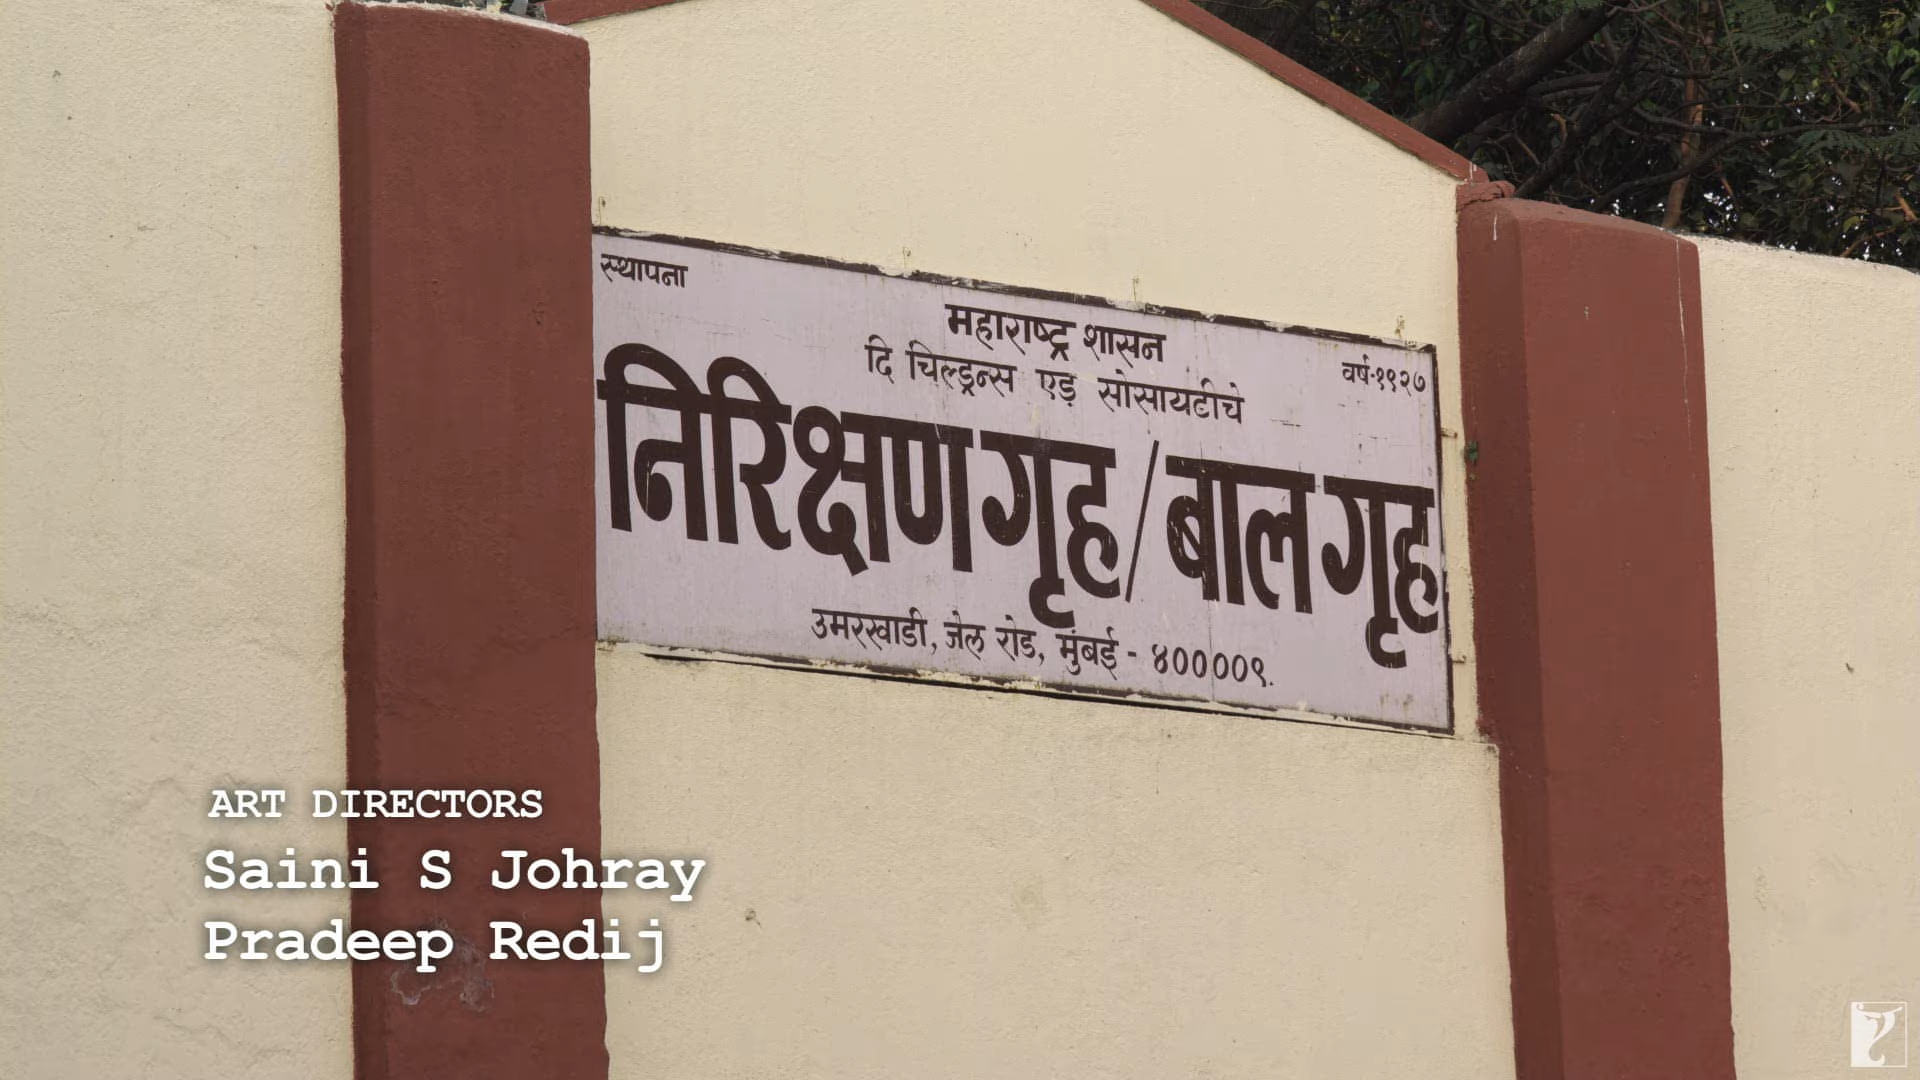 स्थापना
महाराष्ट्र शासन
वर्ष-१९२७
दि चिल्ड्रन्स एड सोसायटीचे
निरिक्षण गृह / बाल गृह
उमरखाडी, जेल रोड, मुंबई - ४००००९.
ART DIRECTORS
Saini S Johray
Pradeep Redij